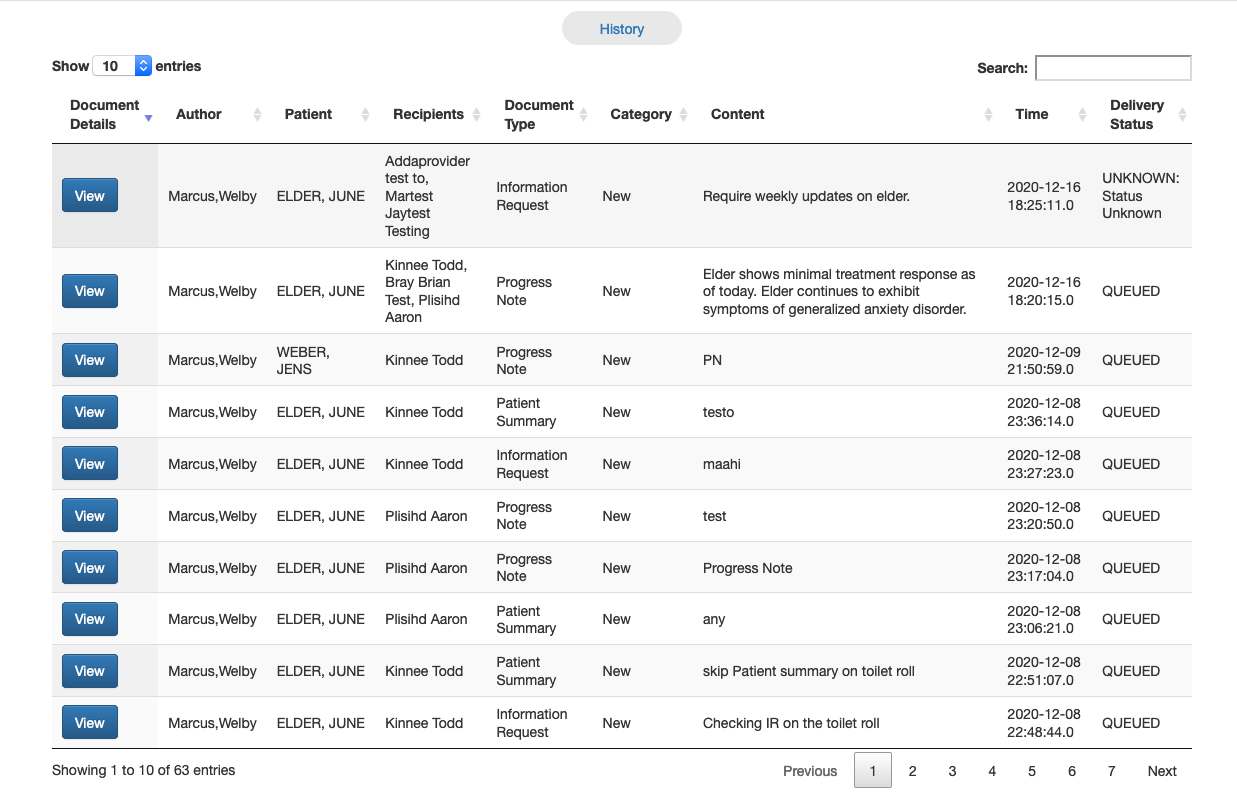 History
Show 10 entries
Search:
Document Details Author Patient Recipients Document Type Category Content Time Delivery Status
View Marcus,Welby ELDER, JUNE Addaprovider test to, Martest Jaytest Testing Information Request New Require weekly updates on elder. 2020-12-16 18:25:11.0 UNKNOWN: Status Unknown
View Marcus,Welby ELDER, JUNE Kinnee Todd, Bray Brian Test, Plisihd Aaron Progress Note New Elder shows minimal treatment response as of today. Elder continues to exhibit symptoms of generalized anxiety disorder. 2020-12-16 18:20:15.0 QUEUED
View Marcus,Welby WEBER, JENS Kinnee Todd Progress Note New PN 2020-12-09 21:50:59.0 QUEUED
View Marcus,Welby ELDER, JUNE Kinnee Todd Patient Summary New testo 2020-12-08 23:36:14.0 QUEUED
View Marcus,Welby ELDER, JUNE Kinnee Todd Information Request New maahi 2020-12-08 23:27:23.0 QUEUED
View Marcus,Welby ELDER, JUNE Plisihd Aaron Progress Note New test 2020-12-08 23:20:50.0 QUEUED
View Marcus,Welby ELDER, JUNE Plisihd Aaron Progress Note New Progress Note 2020-12-08 23:17:04.0 QUEUED
View Marcus,Welby ELDER, JUNE Plisihd Aaron Patient Summary New any 2020-12-08 23:06:21.0 QUEUED
View Marcus,Welby ELDER, JUNE Kinnee Todd Patient Summary New skip Patient summary on toilet roll 2020-12-08 22:51:07.0 QUEUED
View Marcus,Welby ELDER, JUNE Kinnee Todd Information Request New Checking IR on the toilet roll 2020-12-08 22:48:44.0 QUEUED
Showing 1 to 10 of 63 entries
Previous 1 2 3 4 5 6 7 Next